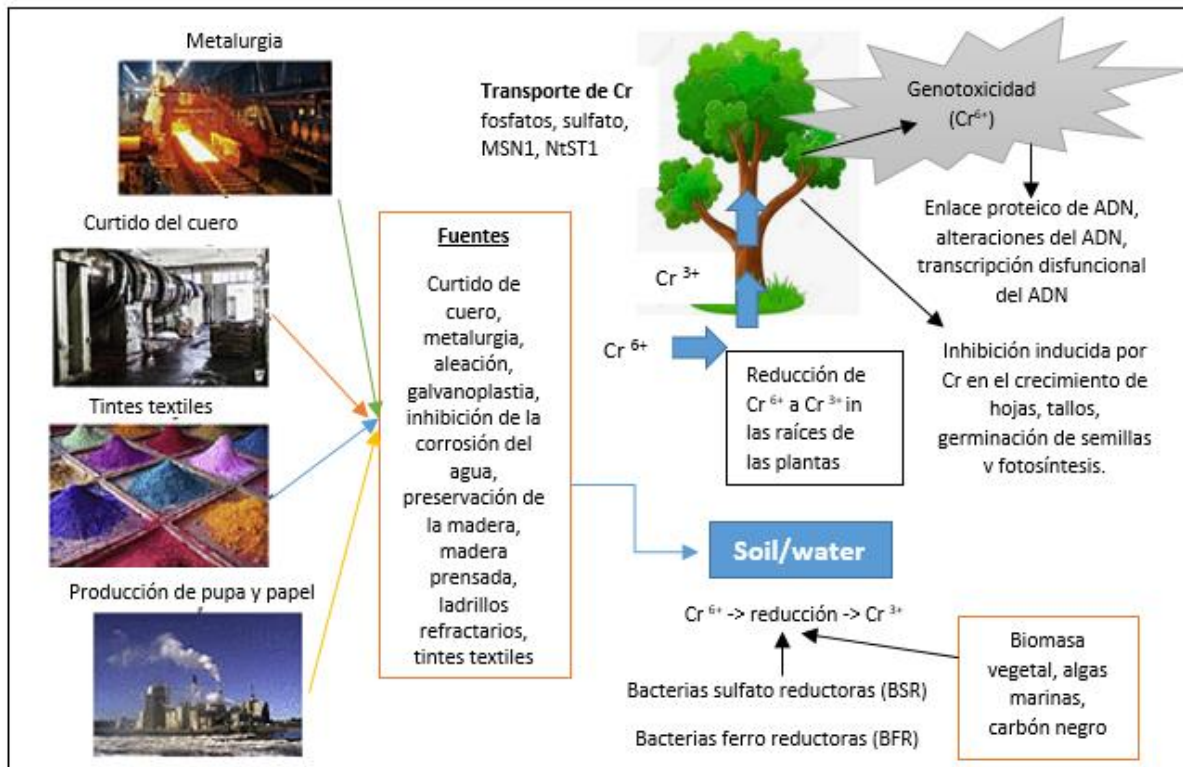 Metalurgia
Curtido del cuero
Tintes textiles
Producción de pupa y papel
Fuentes
Curtido de
cuero,
metalurgia,
aleación,
galvanoplastia,
inhibición de la
corrosión del
agua,
preservación de
la madera,
madera
prensada,
ladrillos
refractarios,
tintes textiles
Transporte de Cr
fosfatos, sulfato,
MSN1, NtST1
Cr 3+
Cr 6+
Reducción de
Cr 6+ a Cr 3+ in
las raíces de
las plantas
Genotoxicidad
(Cr6+)
Enlace proteico de ADN,
alteraciones del ADN,
transcripción disfuncional
del ADN
Inhibición inducida por
Cr en el crecimiento de
hojas, tallos,
germinación de semillas
y fotosíntesis.
Soil/water
Cr 6+ -> reducción -> Cr 3+
Bacterias sulfato reductoras (BSR)
Bacterias ferro reductoras (BFR)
Biomasa
vegetal, algas
marinas,
carbón negro